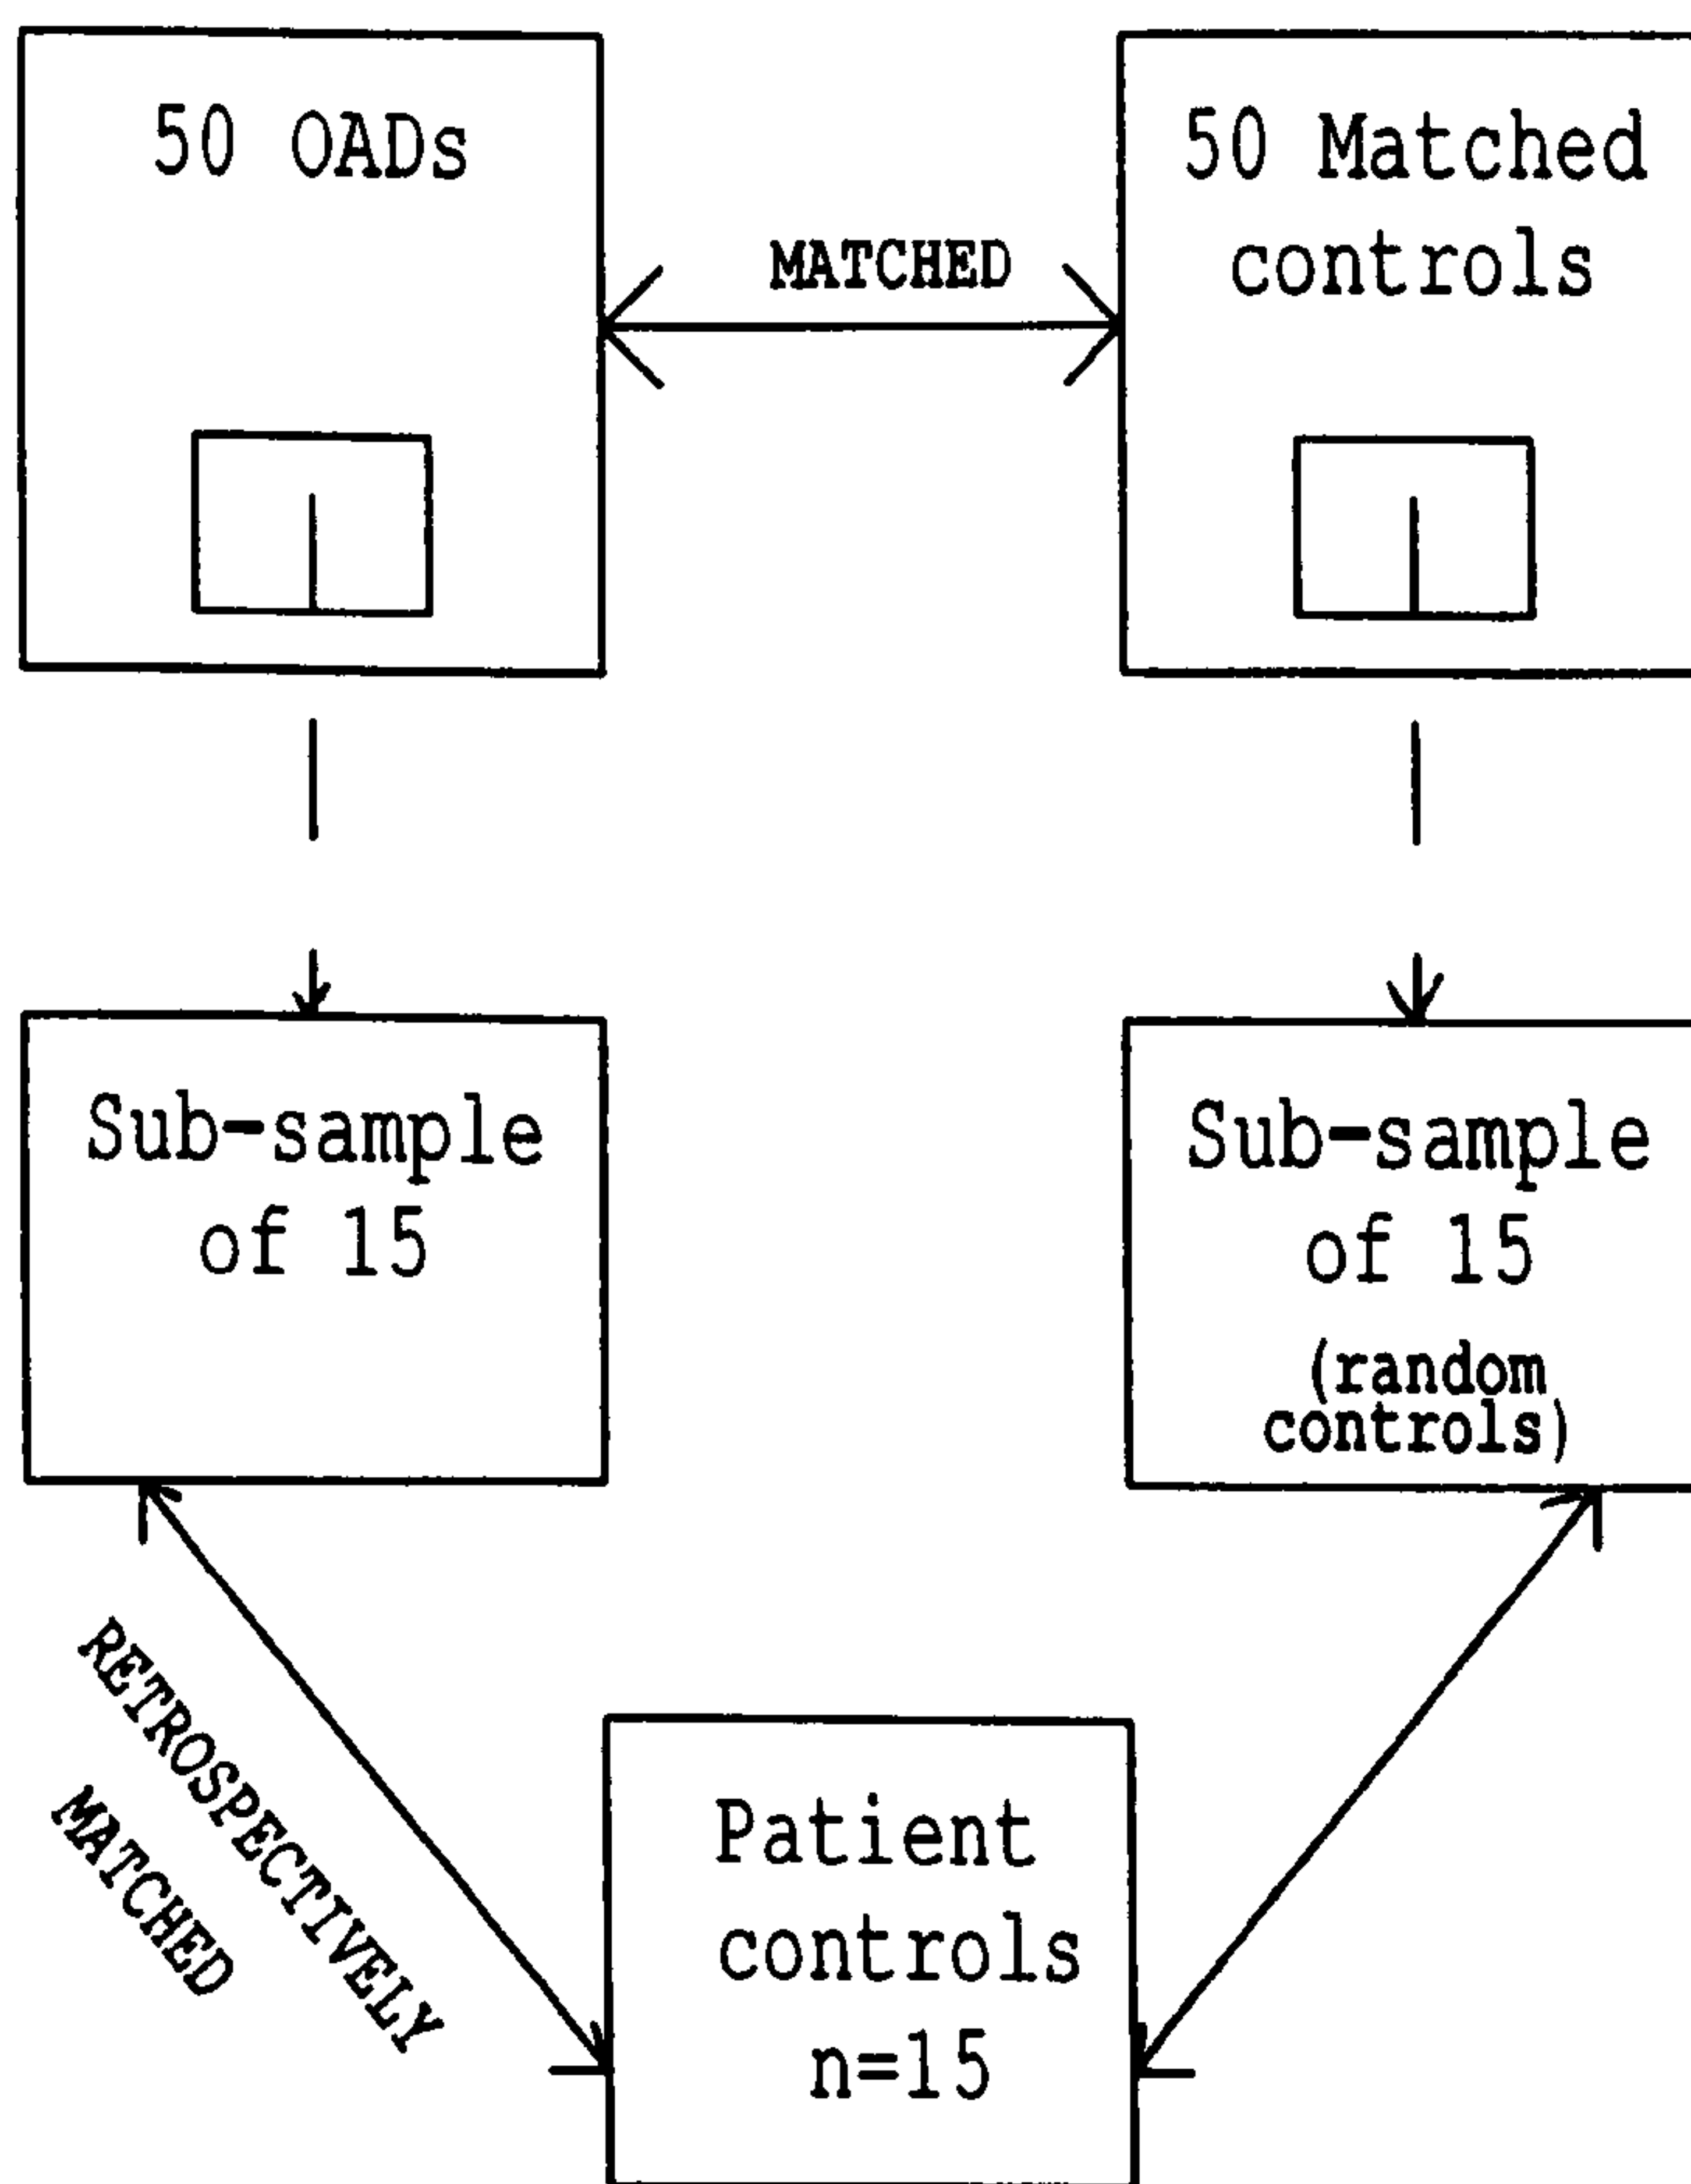 50 OADs
MATCHED
50 Matched
controls
Sub-sample
of 15
Sub-sample
of 15
(random
controls)
RETROSPECTIVELY
MATCHED
Patient
controls
n=15